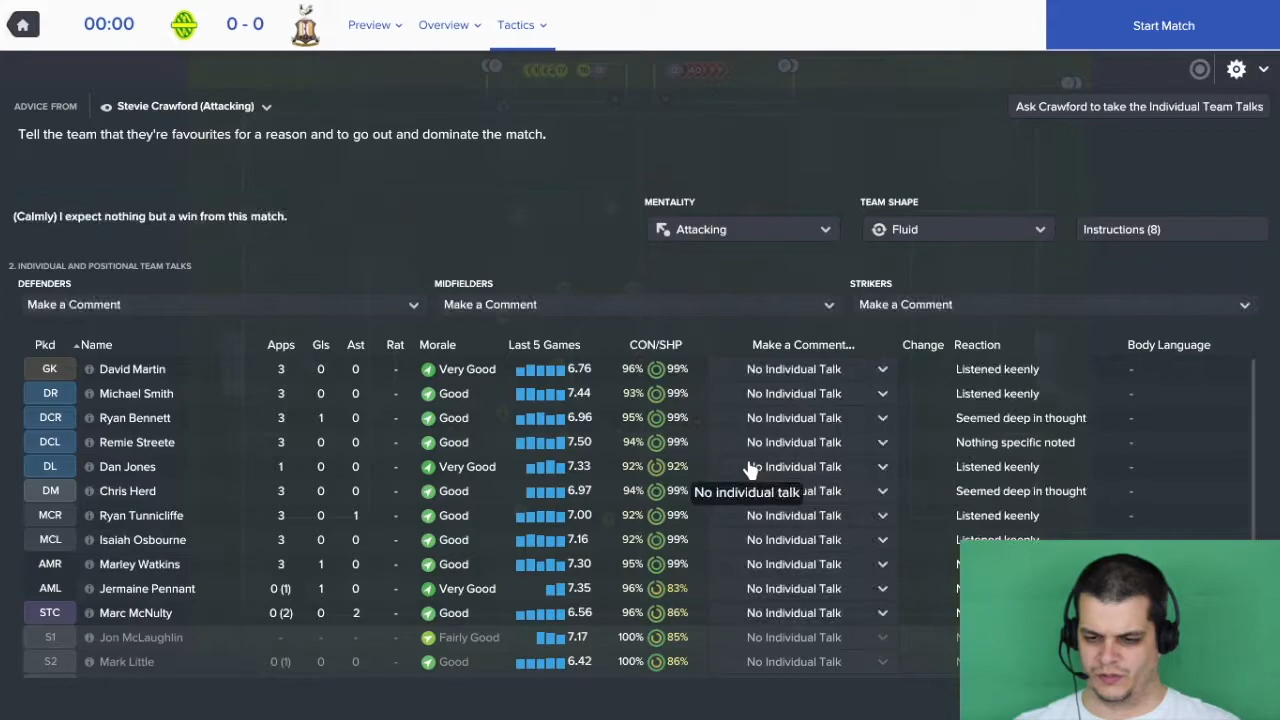 00:00 0 - 0 Preview Overview Tactics Start Match
ADVICE FROM Stevie Crawford (Attacking) Ask Crawford to take the Individual Team Talks
Tell the team that they're favourites for a reason and to go out and dominate the match.
MENTALITY TEAM SHAPE
(Calmly) I expect nothing but a win from this match.
Attacking Fluid Instructions (8)
2. INDIVIDUAL AND POSITIONAL TEAM TALKS
DEFENDERS MIDFIELDERS STRIKERS
Make a Comment Make a Comment Make a Comment
Pkd Name Apps Gls Ast Rat Morale Last 5 Games CON/SHP Make a Comment... Change Reaction Body Language
GK David Martin 3 0 0 - Very Good 6.76 96% 99% No Individual Talk Listened keenly -
DR Michael Smith 3 0 0 - Good 7.44 93% 99% No Individual Talk Listened keenly -
DCR Ryan Bennett 3 1 0 - Good 6.96 95% 99% No Individual Talk Seemed deep in thought -
DCL Remie Streete 3 0 0 - Good 7.50 94% 99% No Individual Talk Nothing specific noted -
DL Dan Jones 1 0 0 - Very Good 7.33 92% 92% Individual Talk Listened keenly -
DM Chris Herd 3 0 0 - Good 6.97 94% 99% Talk Seemed deep in thought -
No individual talk
MCR Ryan Tunnicliffe 3 0 1 - Good 7.00 92% 99% No Individual Talk Listened keenly -
MCL Isaiah Osbourne 3 0 0 - Good 7.16 92% 99% No Individual Talk Listened keenly
AMR Marley Watkins 3 1 0 - Good 7.30 95% 99% No Individual Talk
AML Jermaine Pennant 0 (1) 1 0 - Very Good 7.35 96% 83% No Individual Talk
STC Marc McNulty 0 (2) 0 2 - Good 6.56 96% 86% No Individual Talk
S1 Jon McLaughlin - - - - Fairly Good 7.17 100% 85% No Individual Talk
S2 Mark Little 0 (1) 0 0 - Good 6.42 100% 86% No Individual Talk